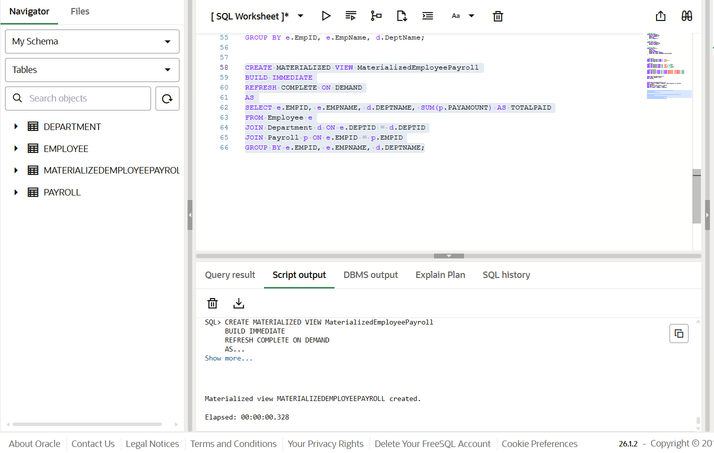 Navigator
Files
My Schema
Tables
Search objects
DEPARTMENT
EMPLOYEE
MATERIALIZEDEMPLOYEEPAYROL
PAYROLL
[ SQL Worksheet ]*
Aa
55 GROUP BY e.EmpID, e.EmpName, d.DeptName;
56
57
58 CREATE MATERIALIZED VIEW MaterializedEmployeePayroll
59 BUILD IMMEDIATE
60 REFRESH COMPLETE ON DEMAND
61 AS
62 SELECT e.EMPID, e.EMPNAME, d.DEPTNAME, SUM(p.PAYAMOUNT) AS TOTALPAID
63 FROM Employee e
64 JOIN Department d ON e.DEPTID = d.DEPTID
65 JOIN Payroll p ON e.EMPID = p.EMPID
66 GROUP BY e.EMPID, e.EMPNAME, d.DEPTNAME;
Query result
Script output
DBMS output
Explain Plan
SQL history
SQL> CREATE MATERIALIZED VIEW MaterializedEmployeePayroll
BUILD IMMEDIATE
REFRESH COMPLETE ON DEMAND
AS...
Show more...
Materialized view MATERIALIZEDEMPLOYEEPAYROLL created.
Elapsed: 00:00:00.328
About Oracle | Contact Us | Legal Notices | Terms and Conditions | Your Privacy Rights | Delete Your FreeSQL Account | Cookie Preferences
26.1.2 - Copyright © 20